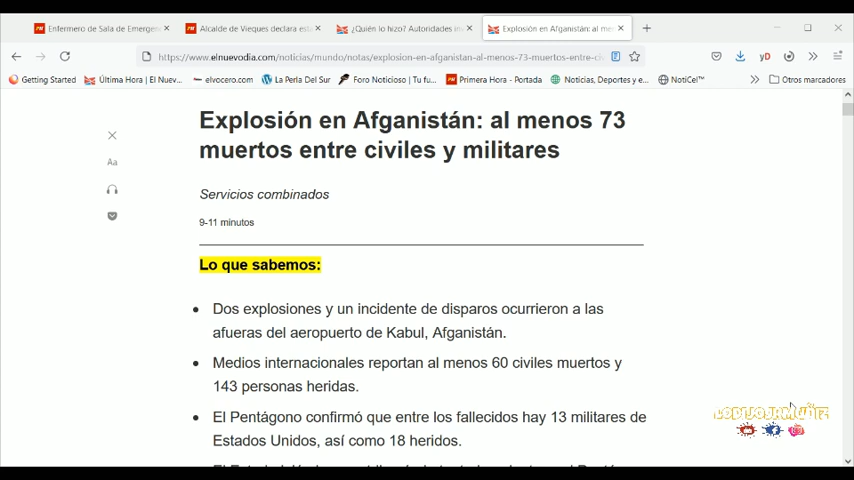 Enfermero de Sala de Emergen
Alcalde de Vieques declara esta
¿Quién lo hizo? Autoridades in
Explosión en Afganistán: al me
https://www.elnuevodia.com/noticias/mundo/notas/explosion-en-afganistan-al-menos-73-muertos-entre-civ
Getting Started
Última Hora | El Nuev...
elvocero.com
La Perla Del Sur
Foro Noticioso | Tu fu...
Primera Hora - Portada
Noticias, Deportes y e...
NotiCel™
Otros marcadores
Explosión en Afganistán: al menos 73
muertos entre civiles y militares
Aa
Servicios combinados
9-11 minutos
Lo que sabemos:
Dos explosiones y un incidente de disparos ocurrieron a las
afueras del aeropuerto de Kabul, Afganistán.
Medios internacionales reportan al menos 60 civiles muertos y
143 personas heridas.
El Pentágono confirmó que entre los fallecidos hay 13 militares de
Estados Unidos, así como 18 heridos.